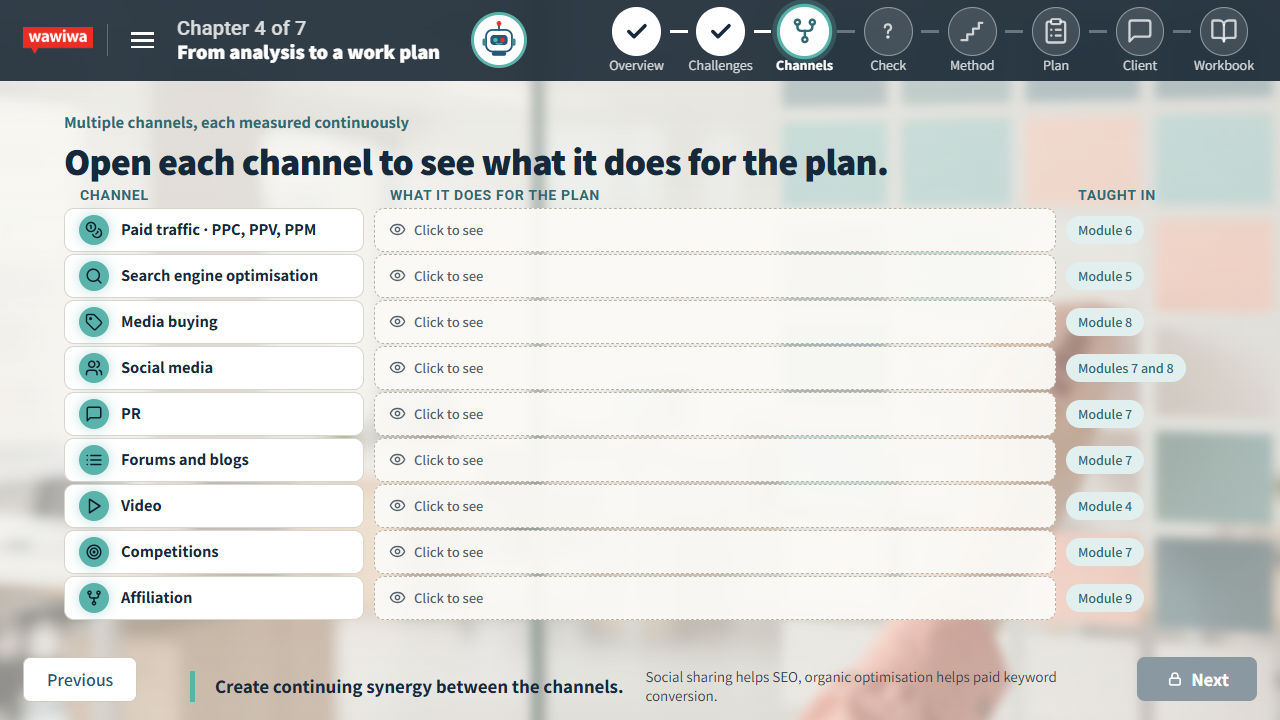 wawiwa
Chapter 4 of 7
From analysis to a work plan
Overview
Challenges
Channels
?
Check
Method
Plan
Client
Workbook
Multiple channels, each measured continuously
Open each channel to see what it does for the plan.
CHANNEL
WHAT IT DOES FOR THE PLAN
TAUGHT IN
Paid traffic · PPC, PPV, PPM
Click to see
Module 6
Search engine optimisation
Click to see
Module 5
Media buying
Click to see
Module 8
Social media
Click to see
Modules 7 and 8
PR
Click to see
Module 7
Forums and blogs
Click to see
Module 7
Video
Click to see
Module 4
Competitions
Click to see
Module 7
Affiliation
Click to see
Module 9
Previous
Create continuing synergy between the channels.
Social sharing helps SEO, organic optimisation helps paid keyword
conversion.
Next